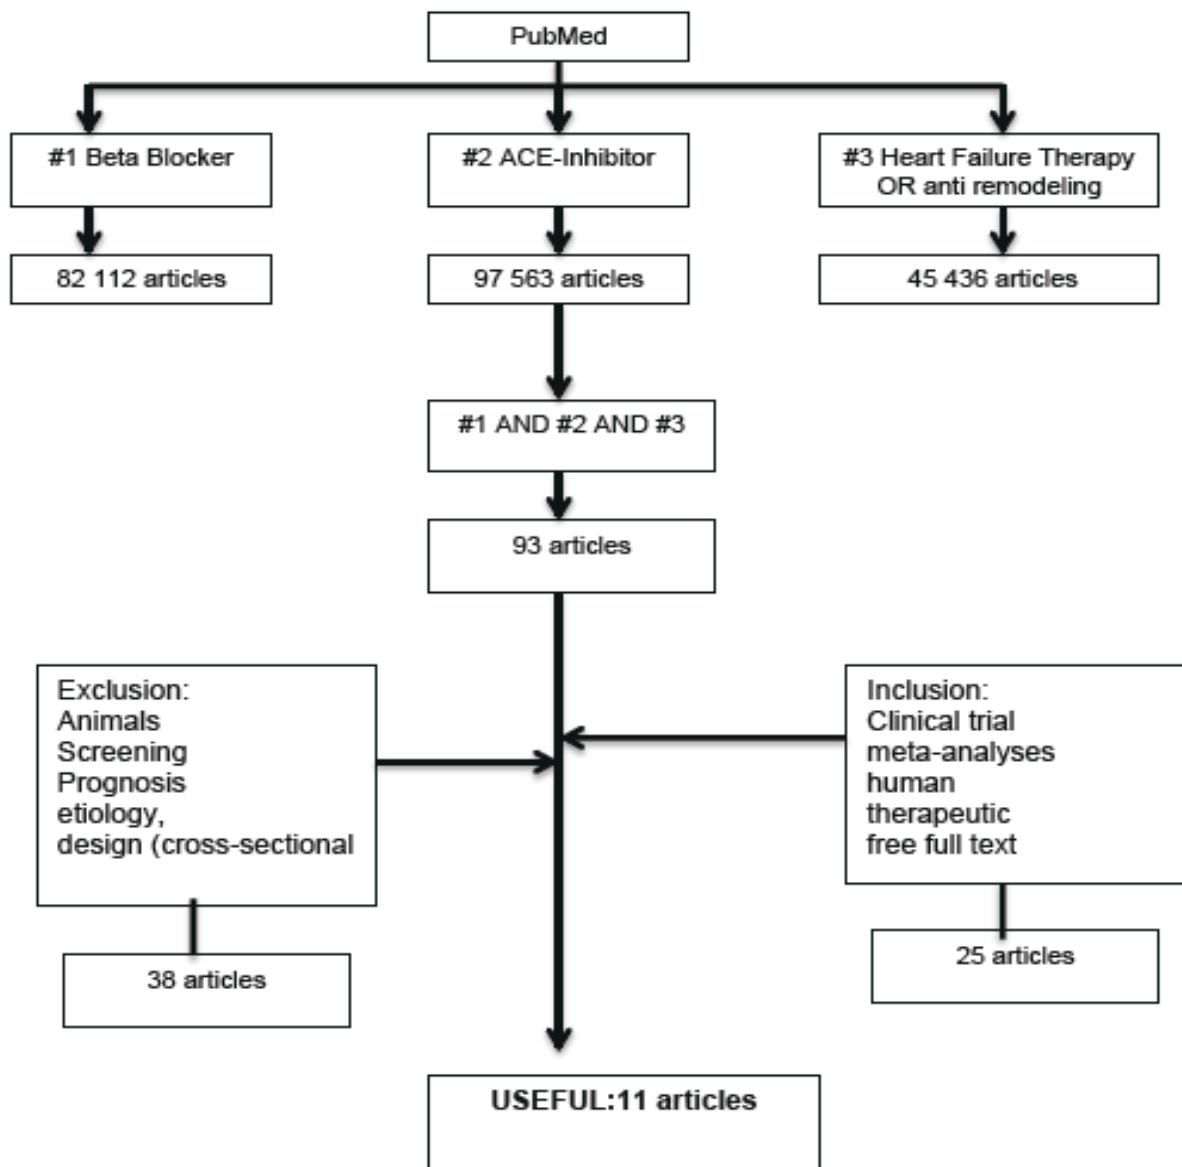 PubMed
#1 Beta Blocker
#2 ACE-Inhibitor
#3 Heart Failure Therapy
OR anti remodeling
82 112 articles
97 563 articles
45 436 articles
#1 AND #2 AND #3
93 articles
Exclusion:
Animals
Screening
Prognosis
etiology,
design (cross-sectional
Inclusion:
Clinical trial
meta-analyses
human
therapeutic
free full text
38 articles
25 articles
USEFUL:11 articles